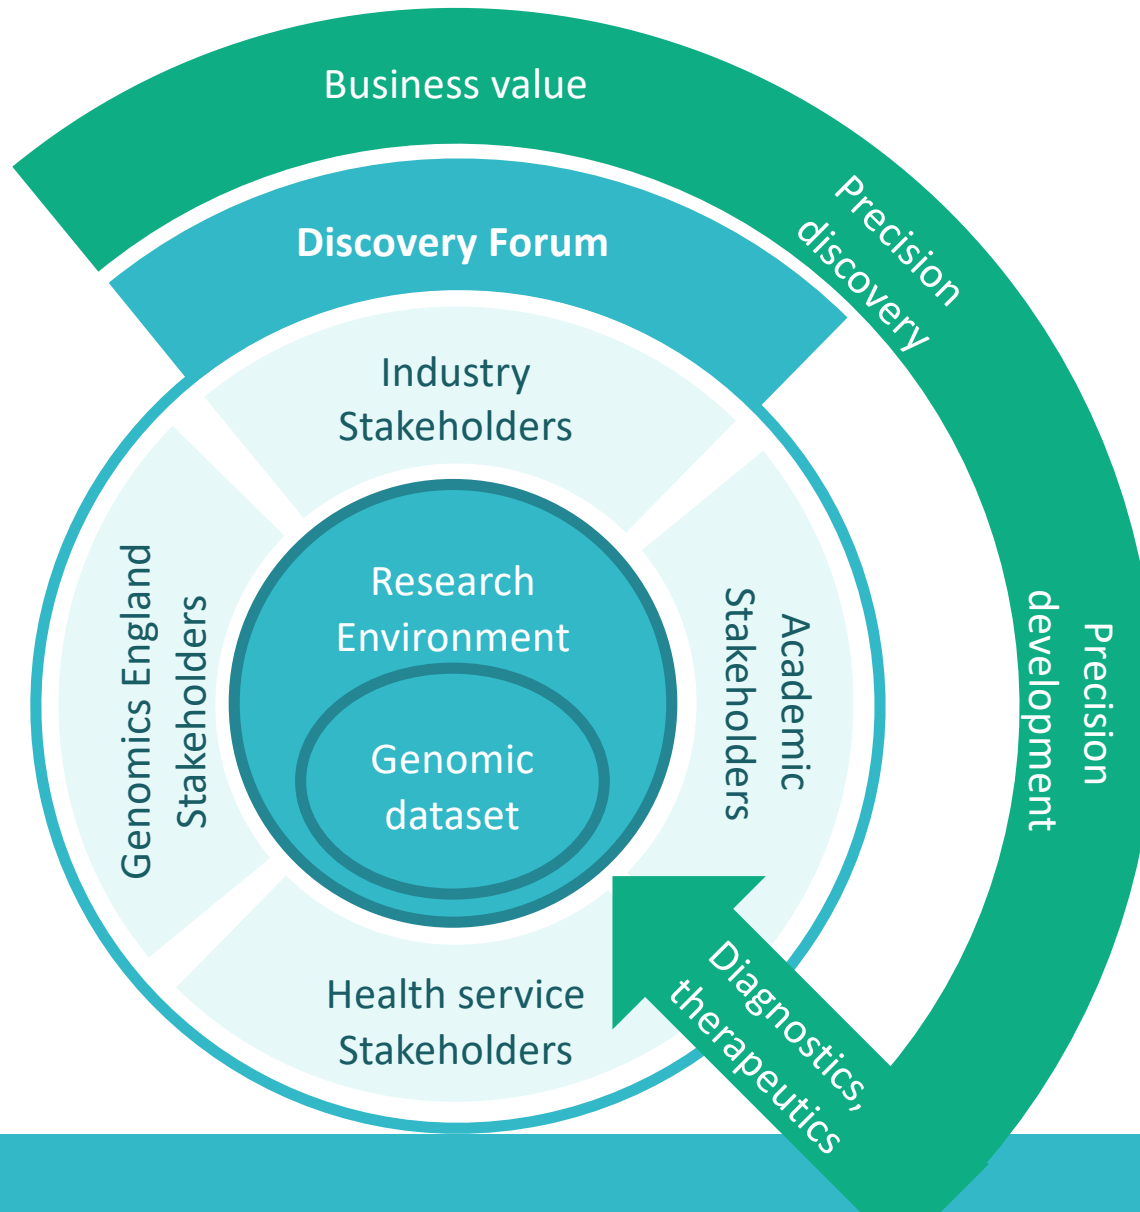 Business value
Precision
discovery
Discovery Forum
Industry
Stakeholders
Genomics England
Stakeholders
Research
Environment
Genomic
dataset
Academic
Stakeholders
Precision
development
Health service
Stakeholders
Diagnostics,
therapeutics